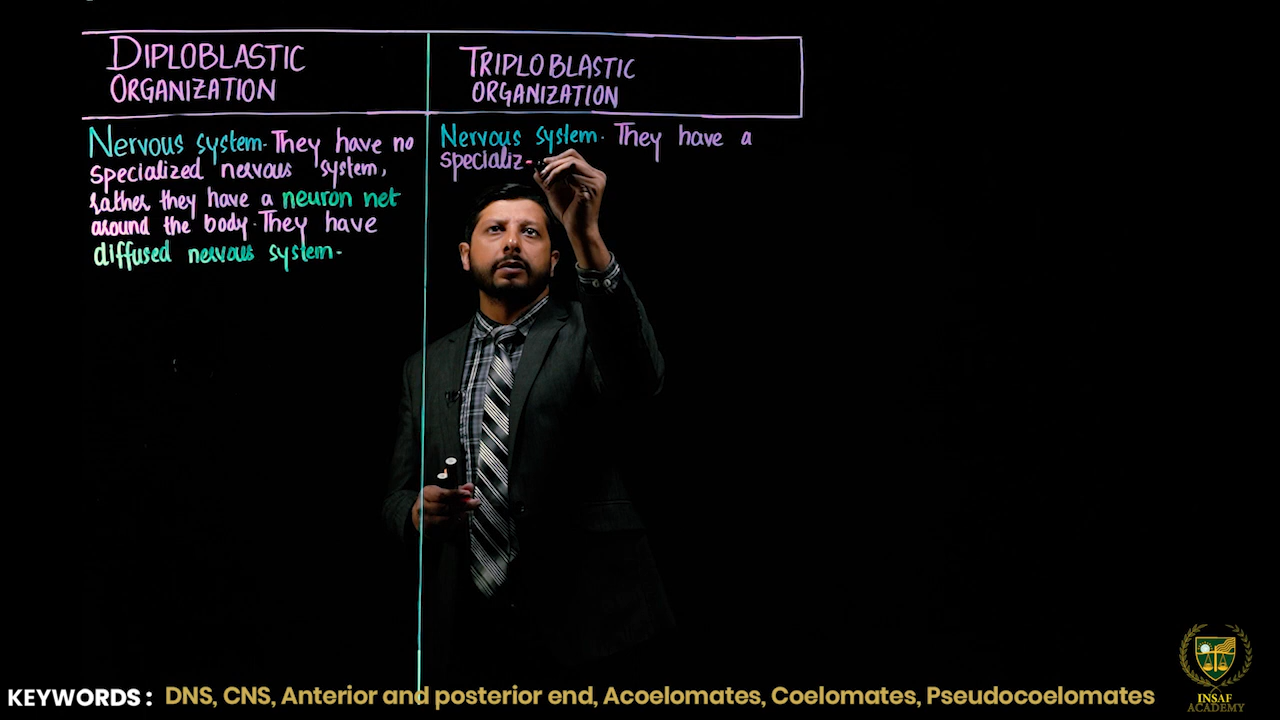 DIPLOBLASTIC
ORGANIZATION
TRIPLOBLASTIC
ORGANIZATION
Nervous system. They have no
specialized nervous system,
rather they have a neuron net
around the body. They have
diffused nervous system.
Nervous system. They have a
specializ
KEYWORDS : DNS, CNS, Anterior and posterior end, Acoelomates, Coelomates, Pseudocoelomates
INSAF
ACADEMY